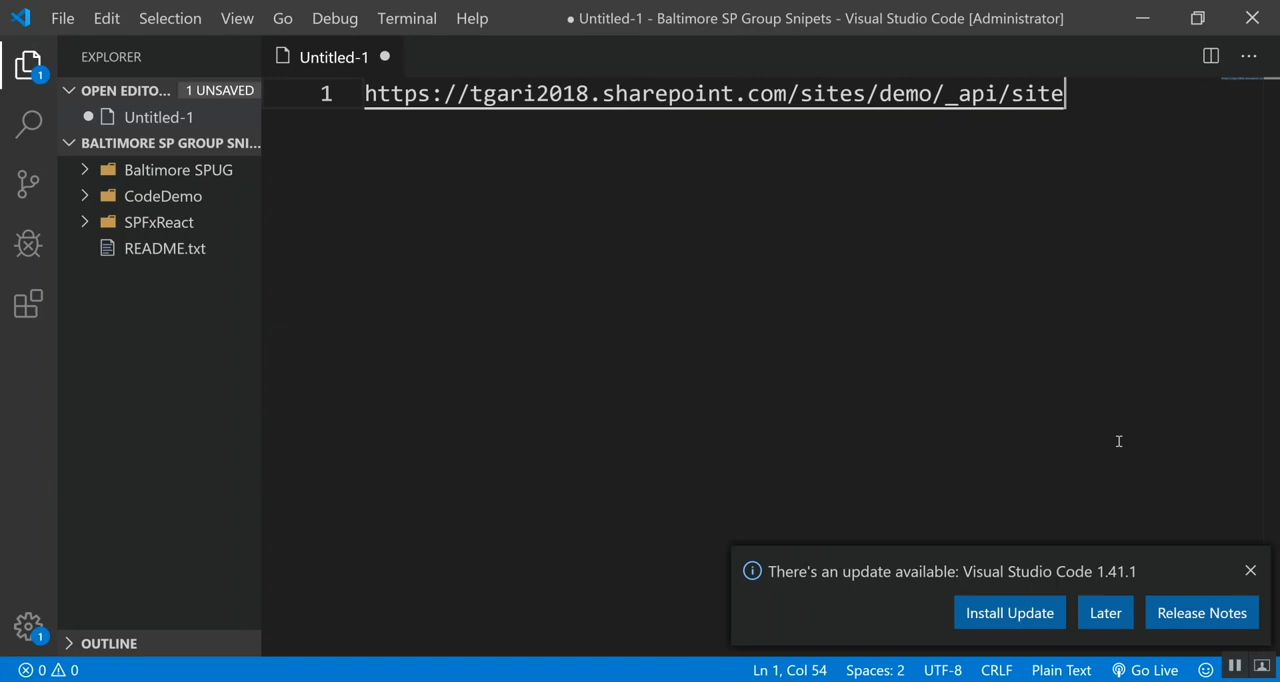 File Edit Selection View Go Debug Terminal Help ● Untitled-1 - Baltimore SP Group Snipets - Visual Studio Code [Administrator]
EXPLORER
Untitled-1
1
OPEN EDITO... 1 UNSAVED
Untitled-1
BALTIMORE SP GROUP SNI...
Baltimore SPUG
CodeDemo
SPFxReact
README.txt
1 https://tgari2018.sharepoint.com/sites/demo/_api/site
There's an update available: Visual Studio Code 1.41.1
Install Update Later Release Notes
1
OUTLINE
0 0 Ln 1, Col 54 Spaces: 2 UTF-8 CRLF Plain Text Go Live